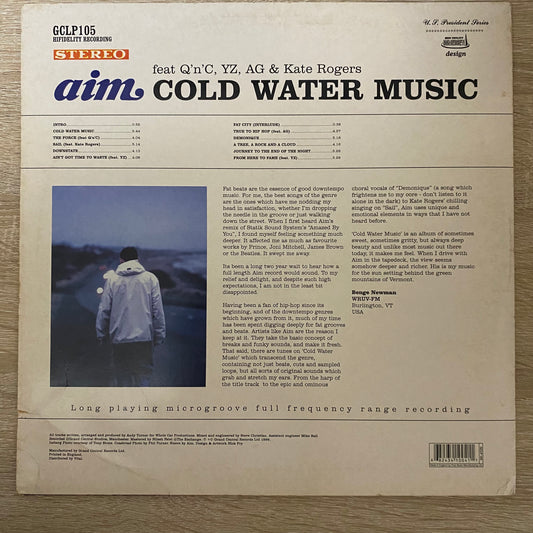 GCLP105
HIFIDELITY RECORDING
STEREO
U. S. President Series
design
feat Q'n'C, YZ, AG & Kate Rogers
aim COLD WATER MUSIC
INTRO
COLD WATER MUSIC
THE FORCE (feat Q'n'C)
SAIL (feat. Kate Rogers)
DOWNSTATE
AIN'T GOT TIME TO WASTE (feat. YZ)
FAT CITY (INTERLUDE)
TRUE TO HIP HOP (feat. AG)
DEMONIQUE
A TREE, A ROCK AND A CLOUD
JOURNEY TO THE END OF THE NIGHT
FROM HERE TO FAME (feat. YZ)
Fat beats are the essence of good downtempo
music. For me, the best songs of the genre
are the ones which have me nodding my
head in satisfaction, whether I'm dropping
the needle in the groove or just walking
down the street. When I first heard Aim's
remix of Statik Sound System's "Amazed By
You", I found myself feeling something much
deeper. It affected me as much as favourite
works by Prince, Joni Mitchell, James Brown
or the Beatles. It swept me away
I'ts been a long two year wait to hear how a
full length Aim record would sound. To my
relief and delight, and despite such high
expectations, I am not in the least bit
disappointed.
Having been a fan of hip-hop since its
beginning, and of the downtempo genres
which have grown from it, much of my time
has been spent digging deeply for fat grooves
and beats. Artists like Aim are the reason I
keep at it. They take the basic concept of
breaks and funky sounds, and make it fresh.
That said, there are tunes on 'Cold Water
Music' which transcend the genre,
containing not just beats, cuts and sampled
loops, but all sorts of original sounds which
grab and stretch my ears. From the harp of
the title track to the epic and ominous
choral vocals of "Demonique" (a song which
frightens me to my core - don't listen to it
alone in the dark) to Kate Rogers' chilling
singing on "Sail", Aim uses unique and
emotional elements in ways that I have not
heard before.
'Cold Water Music' is an album of sometimes
sweet, sometimes gritty, but always deep
beauty and unlike most music out there
today, it makes me feel. When I drive with
Aim in the tapedeck, the view seems
somehow deeper and richer. His is my music
for the sun setting behind the green
mountains of Vermont.
Benge Newman
WRUV-FM
Burlington, VT
USA
Long playing microgroove full frequency range recording
Manufactured by Grand Central Records Ltd.
Printed in England.
Distributed by Vital.